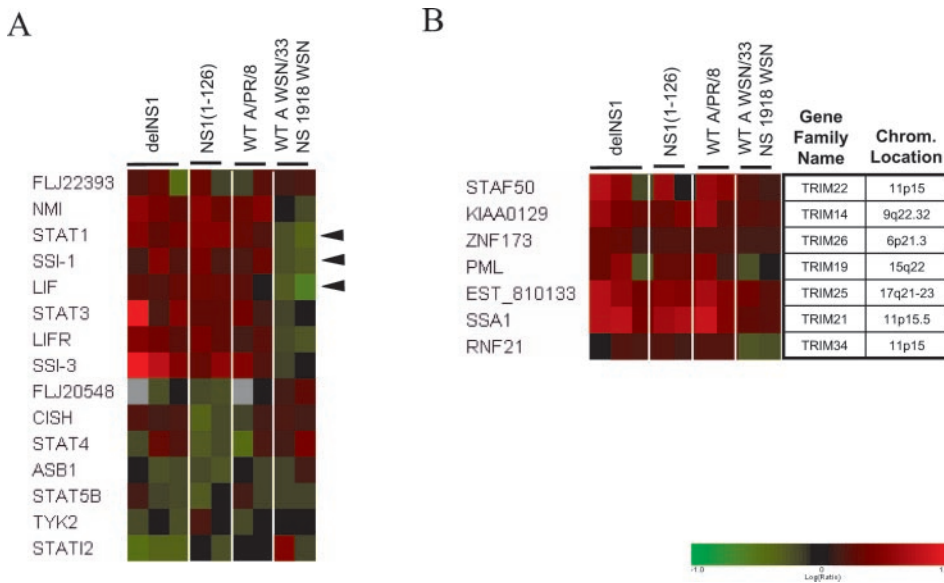 A
delNS1
NS1(1-126)
WT A/PR/8
WT A WSN/33
NS 1918 WSN
FLJ22393
NMI
STAT1
SSI-1
LIF
STAT3
LIFR
SSI-3
FLJ20548
CISH
STAT4
ASB1
STAT5B
TYK2
STATI2
B
delNS1
NS1(1-126)
WT A/PR/8
WT A WSN/33
NS 1918 WSN
Gene Family Name
Chrom. Location
STAF50 TRIM22 11p15
KIAA0129 TRIM14 9q22.32
ZNF173 TRIM26 6p21.3
PML TRIM19 15q22
EST_810133 TRIM25 17q21-23
SSA1 TRIM21 11p15.5
RNF21 TRIM34 11p15
-1.0 0 1
Log(Ratio)